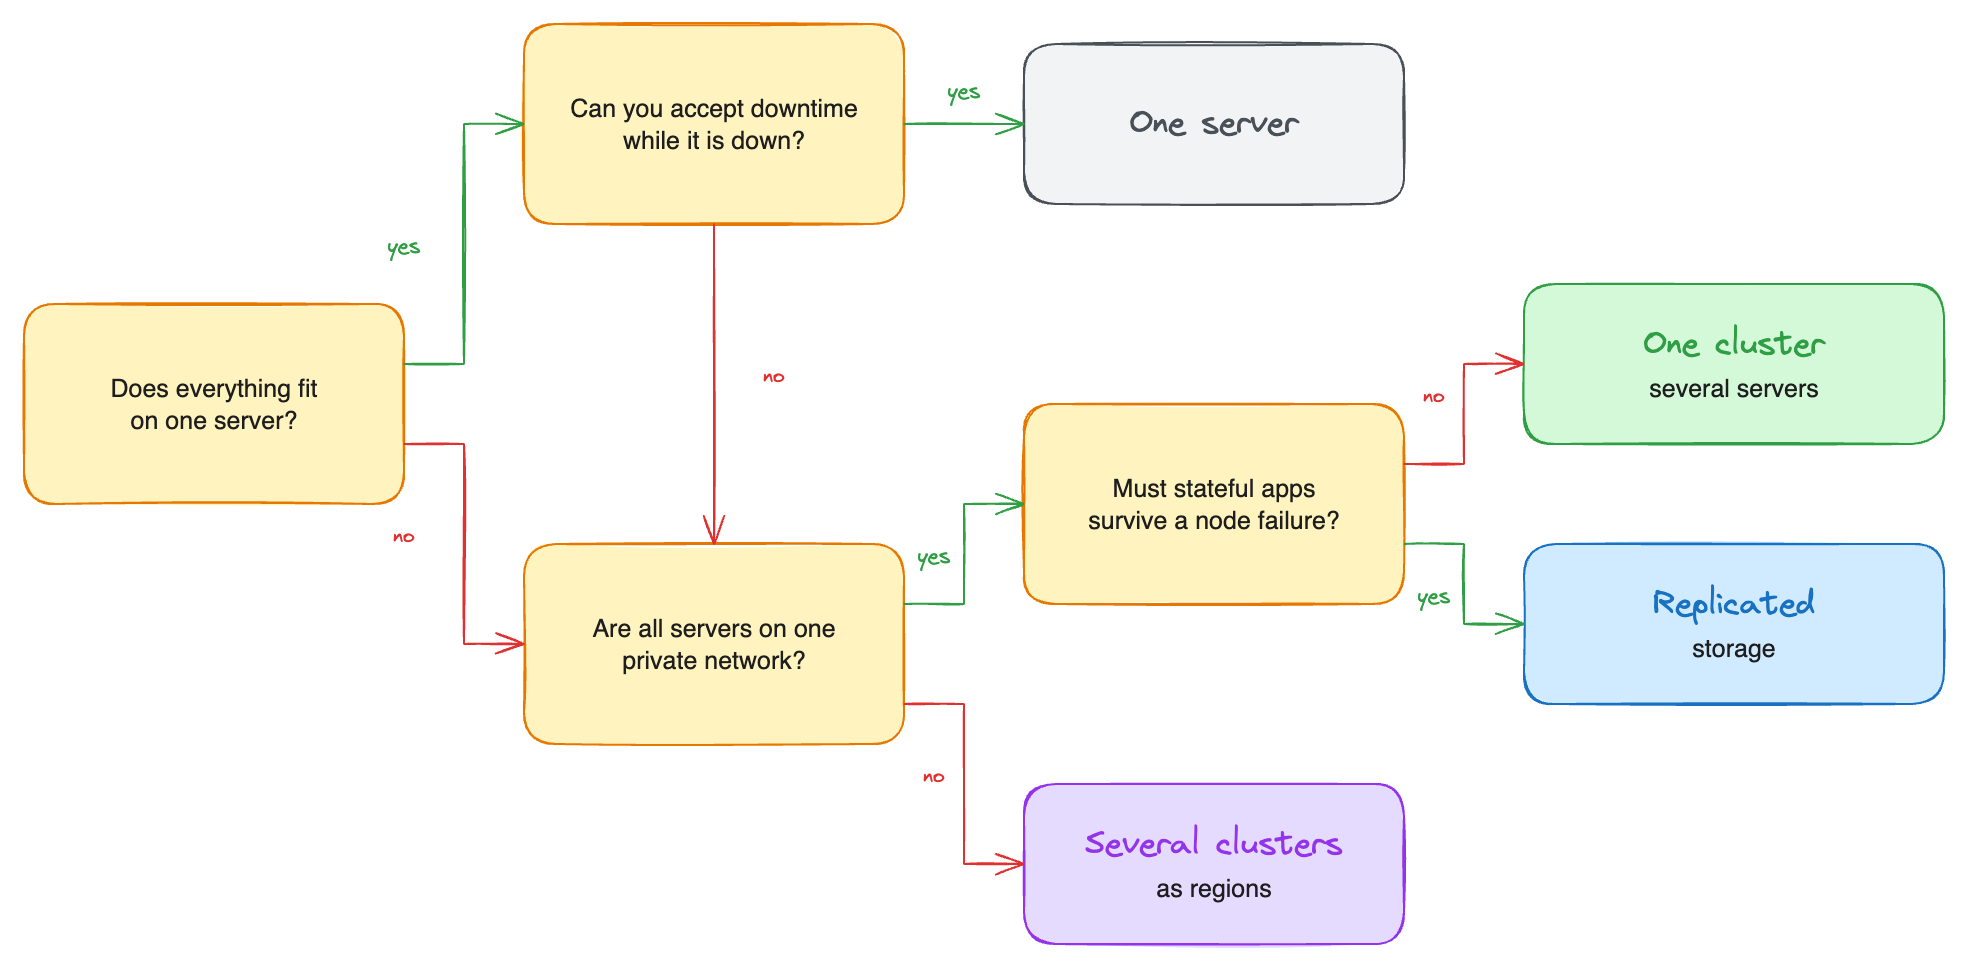 Can you accept downtime
while it is down?
yes
One server
yes
Does everything fit
on one server?
no
no
Are all servers on one
private network?
yes
Must stateful apps
survive a node failure?
no
One cluster
several servers
yes
Replicated
storage
no
Several clusters
as regions